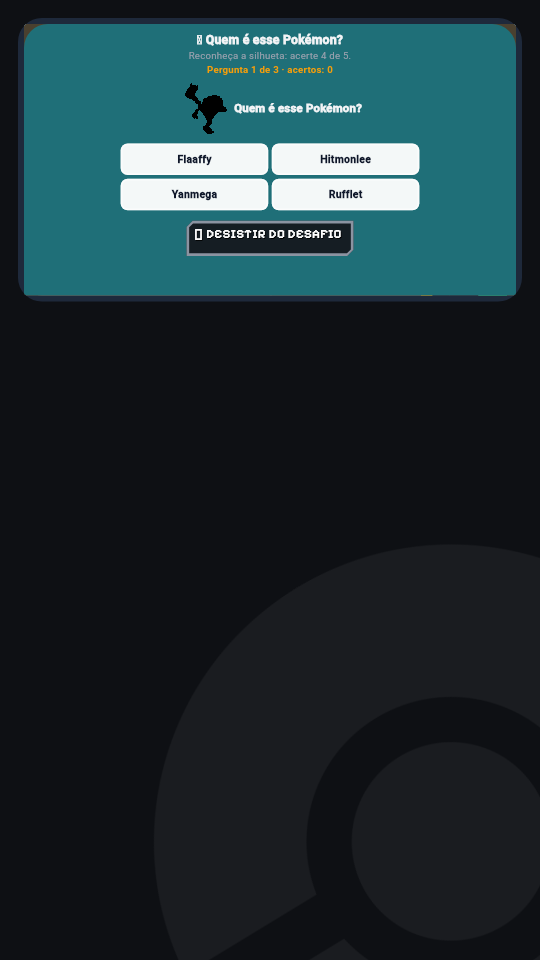 Quem é esse Pokémon?
Reconheça a silhueta: acerte 4 de 5.
Pergunta 1 de 3 · acertos: 0
Quem é esse Pokémon?
Flaaffy
Hitmonlee
Yanmega
Rufflet
DESISTIR DO DESAFIO